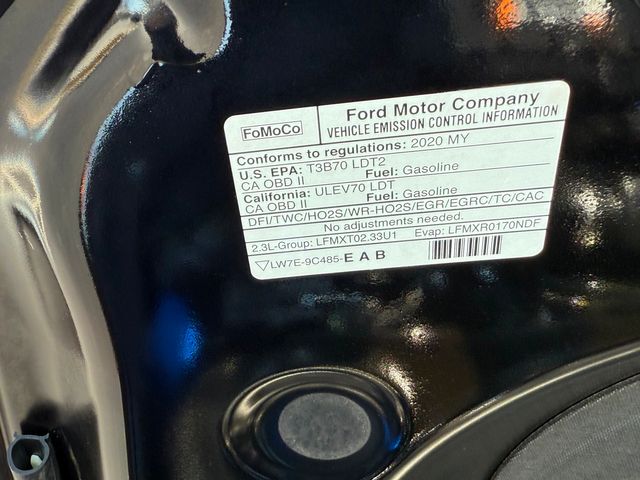 FoMoCo
Ford Motor Company
VEHICLE EMISSION CONTROL INFORMATION
Conforms to regulations: 2020 MY
U.S. EPA: T3B70 LDT2
CA OBD II Fuel: Gasoline
California: ULEV70 LDT
CA OBD II Fuel: Gasoline
DFI/TWC/HO2S/WR-HO2S/EGR/EGRC/TC/CAC
No adjustments needed.
2.3L-Group: LFMXT02.33U1 Evap: LFMXR0170NDF
LW7E-9C485-E A B